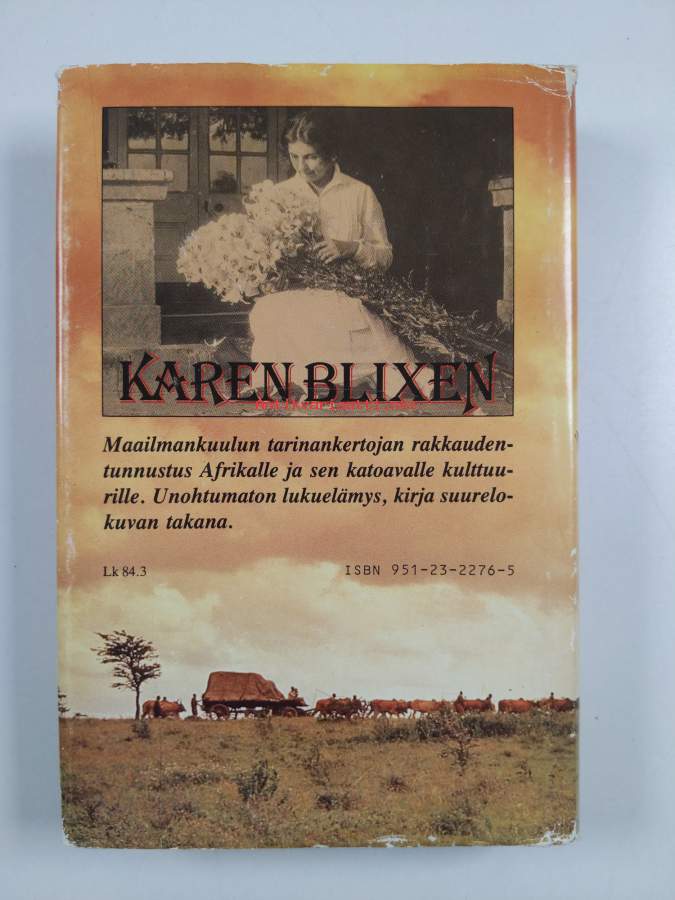 KAREN BLIXEN
Maailmankuulun tarinankertojan rakkauden-
tunnustus Afrikalle ja sen katoavalle kulttuu-
rille. Unohtumaton lukuelämys, kirja suurelo-
kuvan takana.
Lk 84.3
ISBN 951-23-2276-5